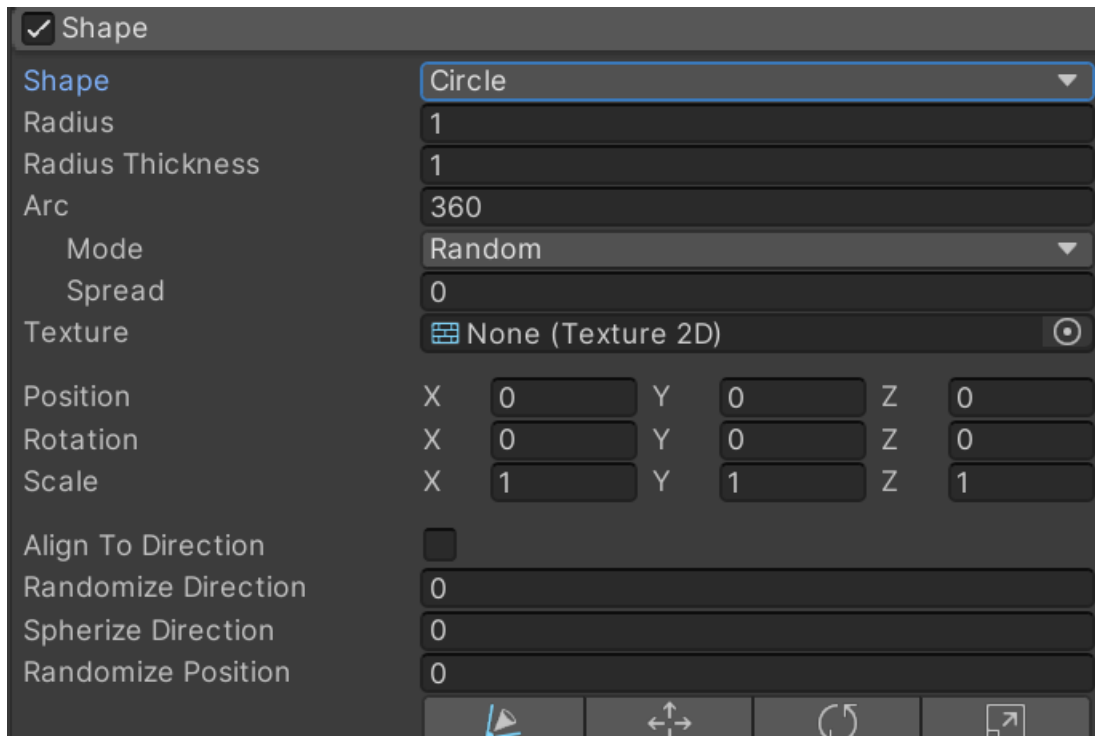 Shape
Shape Circle
Radius 1
Radius Thickness 1
Arc 360
Mode Random
Spread 0
Texture None (Texture 2D)
Position X 0 Y 0 Z 0
Rotation X 0 Y 0 Z 0
Scale X 1 Y 1 Z 1
Align To Direction
Randomize Direction 0
Spherize Direction 0
Randomize Position 0